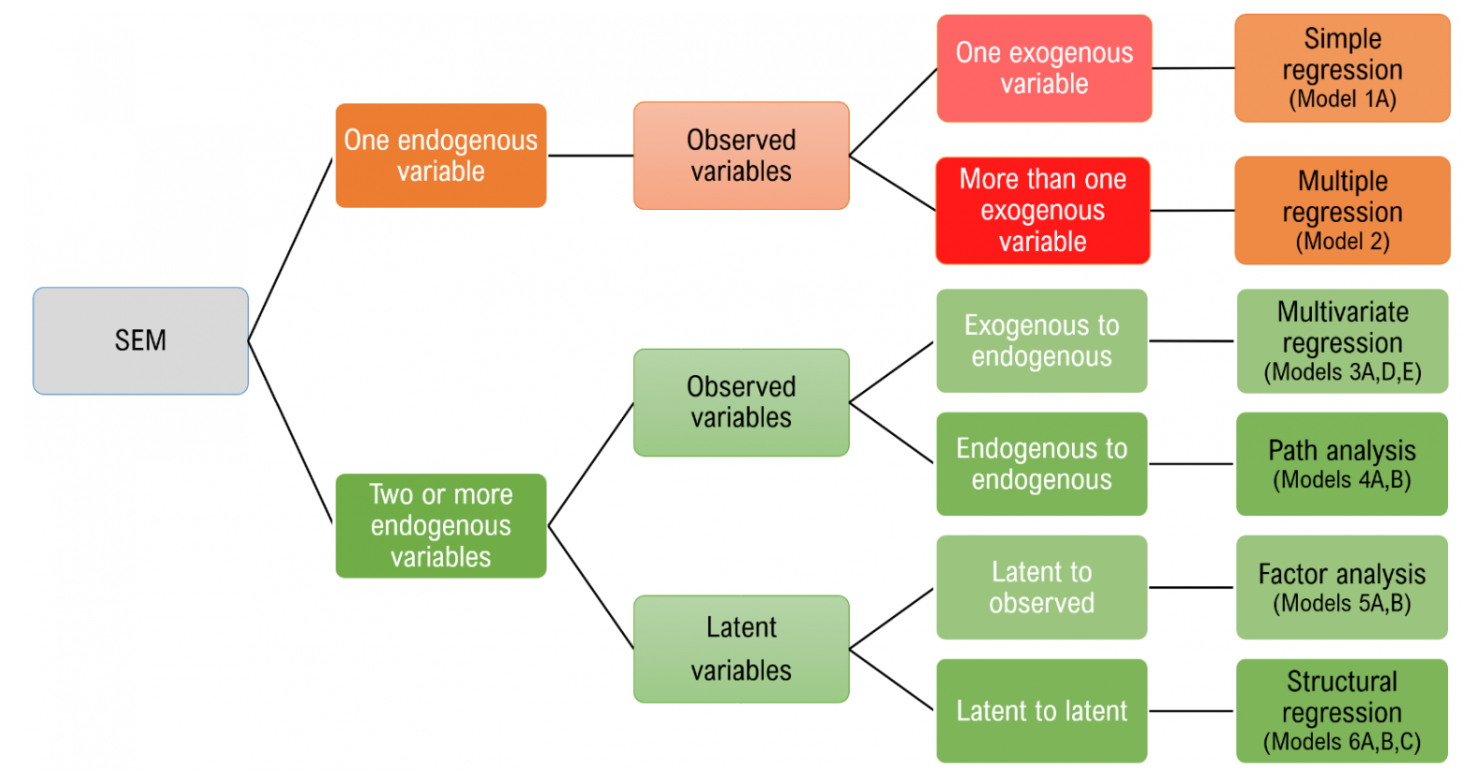 SEM
One endogenous
variable
Observed
variables
One exogenous
variable
Simple
regression
(Model 1A)
More than one
exogenous
variable
Multiple
regression
(Model 2)
Two or more
endogenous
variables
Observed
variables
Exogenous to
endogenous
Multivariate
regression
(Models 3A,D,E)
Endogenous to
endogenous
Path analysis
(Models 4A,B)
Latent
variables
Latent to
observed
Factor analysis
(Models 5A,B)
Latent to latent
Structural
regression
(Models 6A,B,C)